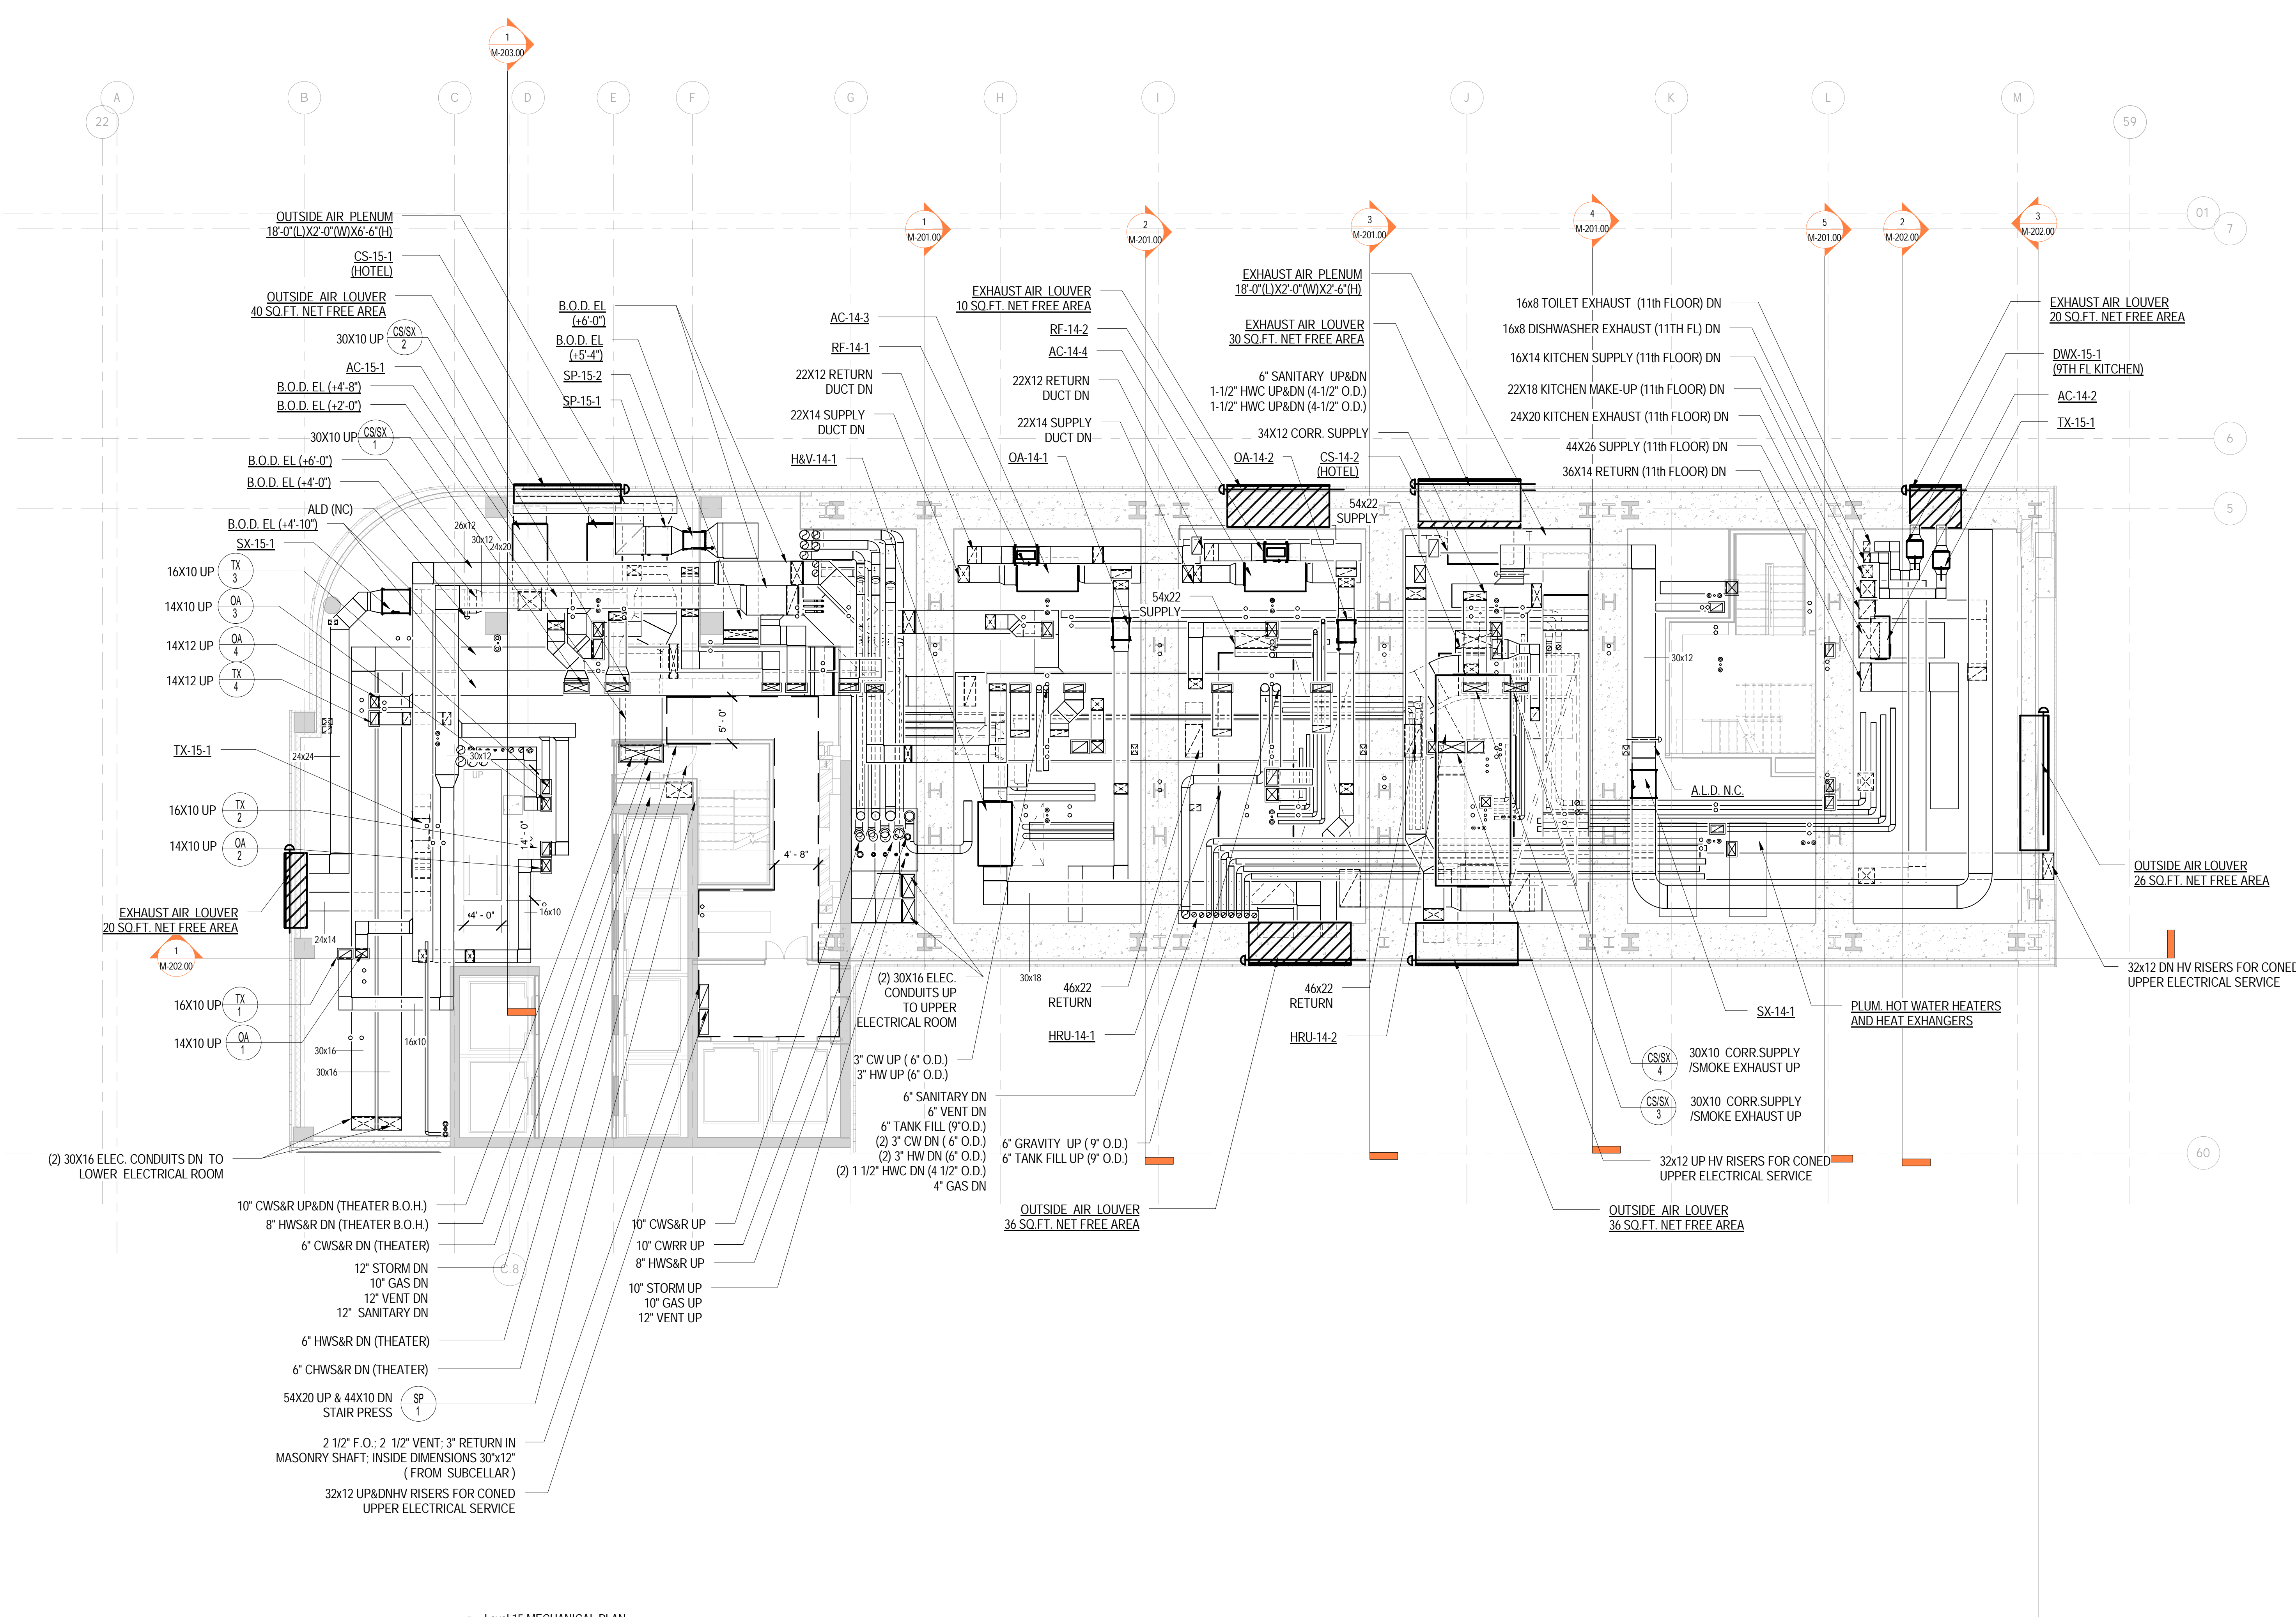 1
M-203.00
A
B
C
D
E
F
G
H
I
J
K
L
M
22
59
01
7
6
5
60
C.8
1
M-201.00
2
M-201.00
3
M-201.00
4
M-201.00
5
M-201.00
2
M-202.00
3
M-202.00
OUTSIDE AIR PLENUM
18'-0"(L)X2'-0"(W)X6'-6"(H)
CS-15-1
(HOTEL)
OUTSIDE AIR LOUVER
40 SQ.FT. NET FREE AREA
30X10 UP
CS/SX
2
AC-15-1
B.O.D. EL (+4'-8")
B.O.D. EL (+2'-0")
30X10 UP
CS/SX
1
B.O.D. EL (+6'-0")
B.O.D. EL (+4'-0")
ALD (NC)
B.O.D. EL (+4'-10")
SX-15-1
16X10 UP
TX
3
14X10 UP
OA
3
14X12 UP
OA
4
14X12 UP
TX
4
TX-15-1
16X10 UP
TX
2
14X10 UP
OA
2
EXHAUST AIR LOUVER
20 SQ.FT. NET FREE AREA
1
M-202.00
16X10 UP
TX
1
14X10 UP
OA
1
(2) 30X16 ELEC. CONDUITS DN TO
LOWER ELECTRICAL ROOM
B.O.D. EL
(+6'-0")
B.O.D. EL
(+5'-4")
SP-15-2
SP-15-1
AC-14-3
RF-14-1
22X12 RETURN
DUCT DN
22X14 SUPPLY
DUCT DN
H&V-14-1
EXHAUST AIR LOUVER
10 SQ.FT. NET FREE AREA
RF-14-2
AC-14-4
22X12 RETURN
DUCT DN
22X14 SUPPLY
DUCT DN
OA-14-1
EXHAUST AIR PLENUM
18'-0"(L)X2'-0"(W)X2'-6"(H)
EXHAUST AIR LOUVER
30 SQ.FT. NET FREE AREA
6" SANITARY UP&DN
1-1/2" HWC UP&DN (4-1/2" O.D.)
1-1/2" HWC UP&DN (4-1/2" O.D.)
34X12 CORR. SUPPLY
OA-14-2
CS-14-2
(HOTEL)
16x8 TOILET EXHAUST (11th FLOOR) DN
16x8 DISHWASHER EXHAUST (11TH FL) DN
16X14 KITCHEN SUPPLY (11th FLOOR) DN
22X18 KITCHEN MAKE-UP (11th FLOOR) DN
24X20 KITCHEN EXHAUST (11th FLOOR) DN
44X26 SUPPLY (11th FLOOR) DN
36X14 RETURN (11th FLOOR) DN
EXHAUST AIR LOUVER
20 SQ.FT. NET FREE AREA
DWX-15-1
(9TH FL KITCHEN)
AC-14-2
TX-15-1
26x12
30x12
24x20
54x22
SUPPLY
54x22
SUPPLY
30x12
24x24
30x12
UP
5' - 0"
14' - 0"
4' - 8"
4' - 0"
16x10
24x14
30x16
30x16
16x10
30x18
A.L.D. N.C.
OUTSIDE AIR LOUVER
26 SQ.FT. NET FREE AREA
32x12 DN HV RISERS FOR CONED
UPPER ELECTRICAL SERVICE
(2) 30X16 ELEC.
CONDUITS UP
TO UPPER
ELECTRICAL ROOM
46x22
RETURN
HRU-14-1
46x22
RETURN
HRU-14-2
SX-14-1
PLUM. HOT WATER HEATERS
AND HEAT EXHANGERS
CS/SX
4
30X10 CORR.SUPPLY
/SMOKE EXHAUST UP
CS/SX
3
30X10 CORR.SUPPLY
/SMOKE EXHAUST UP
3" CW UP ( 6" O.D.)
3" HW UP (6" O.D.)
6" SANITARY DN
6" VENT DN
6" TANK FILL (9"O.D.)
(2) 3" CW DN ( 6" O.D.)
(2) 3" HW DN (6" O.D.)
(2) 1 1/2" HWC DN (4 1/2" O.D.)
4" GAS DN
6" GRAVITY UP ( 9" O.D.)
6" TANK FILL UP (9" O.D.)
32x12 UP HV RISERS FOR CONED
UPPER ELECTRICAL SERVICE
OUTSIDE AIR LOUVER
36 SQ.FT. NET FREE AREA
OUTSIDE AIR LOUVER
36 SQ.FT. NET FREE AREA
10" CWS&R UP&DN (THEATER B.O.H.)
8" HWS&R DN (THEATER B.O.H.)
6" CWS&R DN (THEATER)
12" STORM DN
10" GAS DN
12" VENT DN
12" SANITARY DN
6" HWS&R DN (THEATER)
6" CHWS&R DN (THEATER)
54X20 UP & 44X10 DN
STAIR PRESS
SP
1
2 1/2" F.O.; 2 1/2" VENT; 3" RETURN IN
MASONRY SHAFT; INSIDE DIMENSIONS 30"x12"
( FROM SUBCELLAR )
32x12 UP&DNHV RISERS FOR CONED
UPPER ELECTRICAL SERVICE
10" CWS&R UP
10" CWRR UP
8" HWS&R UP
10" STORM UP
10" GAS UP
12" VENT UP
Level 15 MECHANICAL PLAN